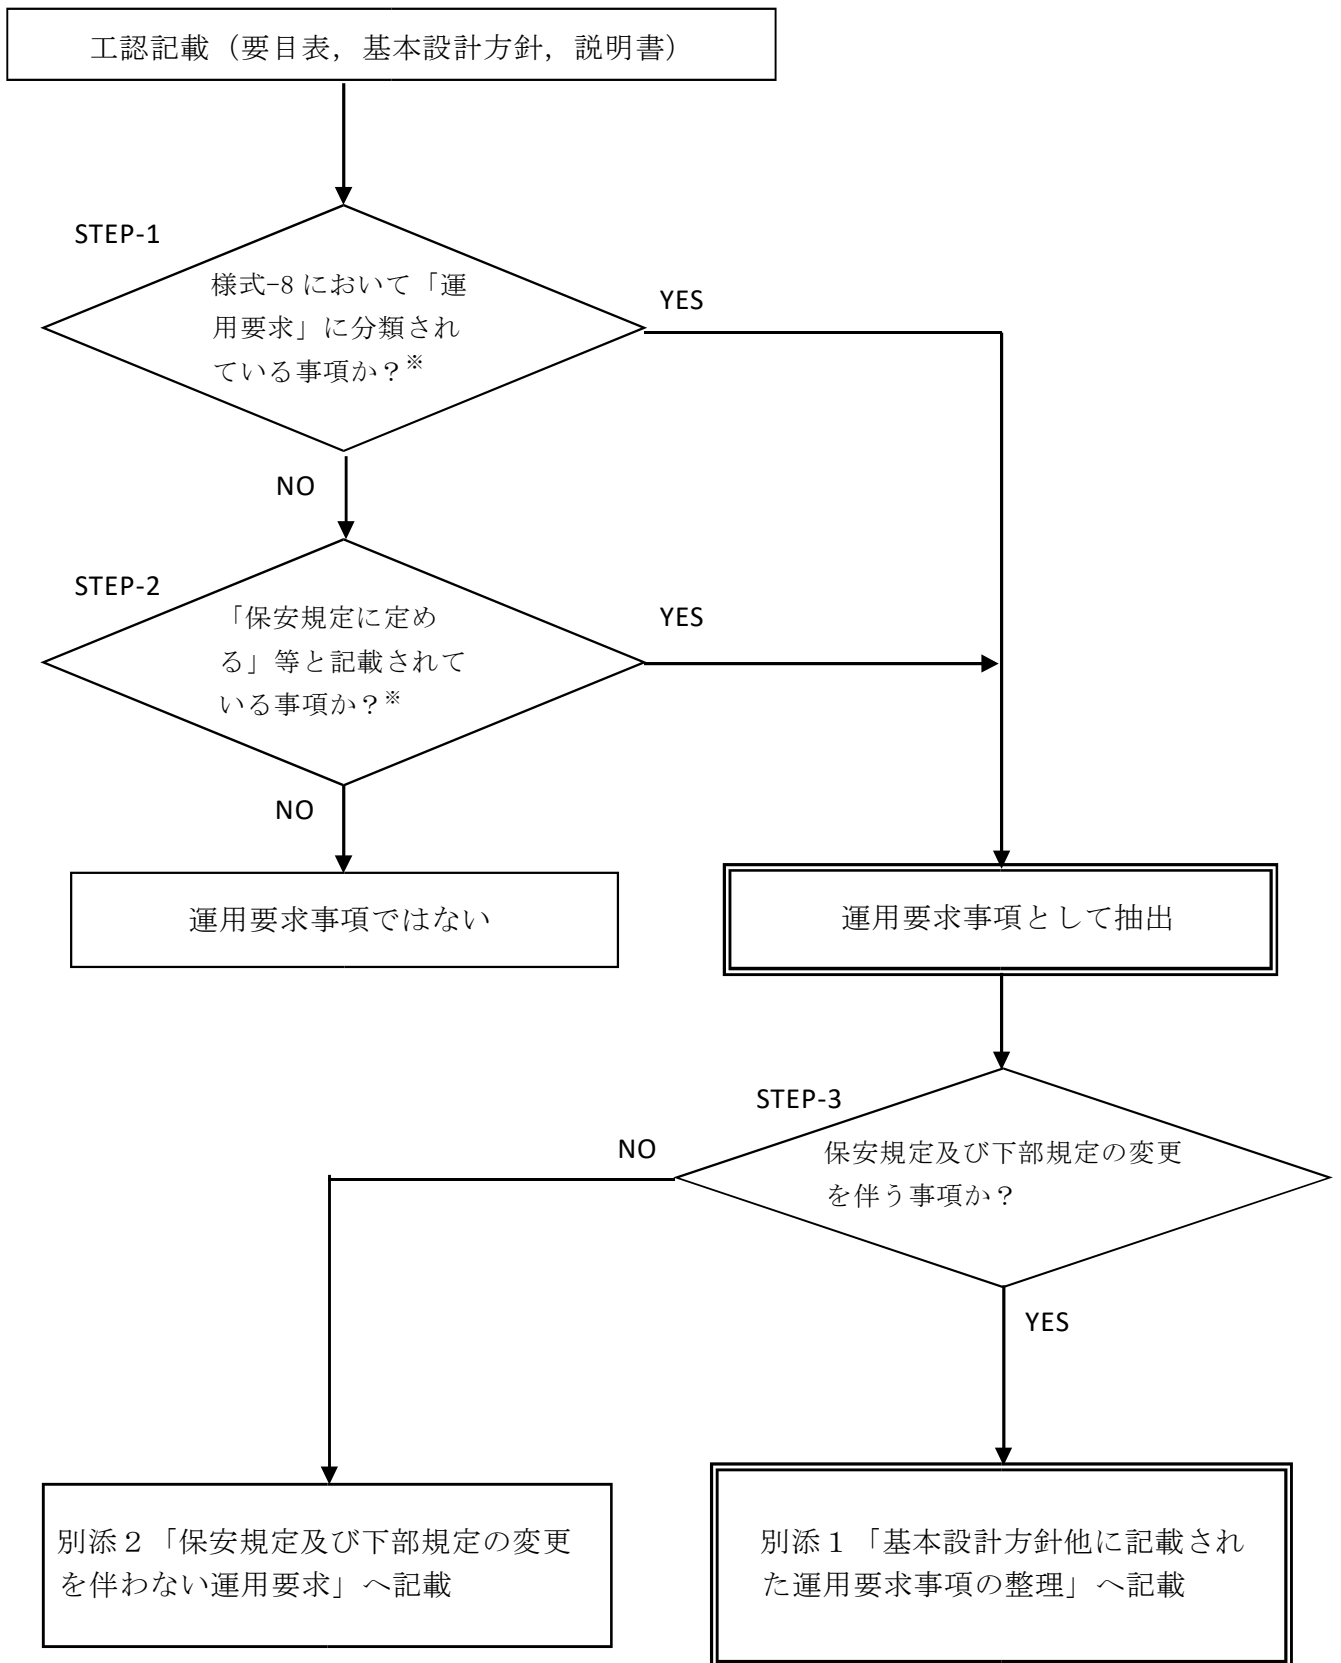 工認記載（要目表，基本設計方針，説明書）
STEP-1
様式-8 において「運
用要求」に分類され
ている事項か？※
YES
NO
STEP-2
「保安規定に定め
る」等と記載されて
いる事項か？※
YES
NO
運用要求事項ではない
運用要求事項として抽出
STEP-3
保安規定及び下部規定の変更
を伴う事項か？
NO
YES
別添２「保安規定及び下部規定の変更
を伴わない運用要求」へ記載
別添１「基本設計方針他に記載され
た運用要求事項の整理」へ記載